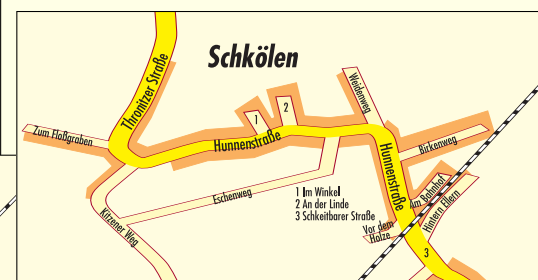 Schkölen
Thronitzer Straße
Weidenweg
1
2
Zum Floßgraben
Hunnenstraße
Birkenweg
Hunnenstraße
Eschenweg
1 Im Winkel
2 An der Linde
3 Schkeitbarer Straße
Am Bahnhof
Hintern Ellern
Vor dem
Holze
Kitzener Weg
3